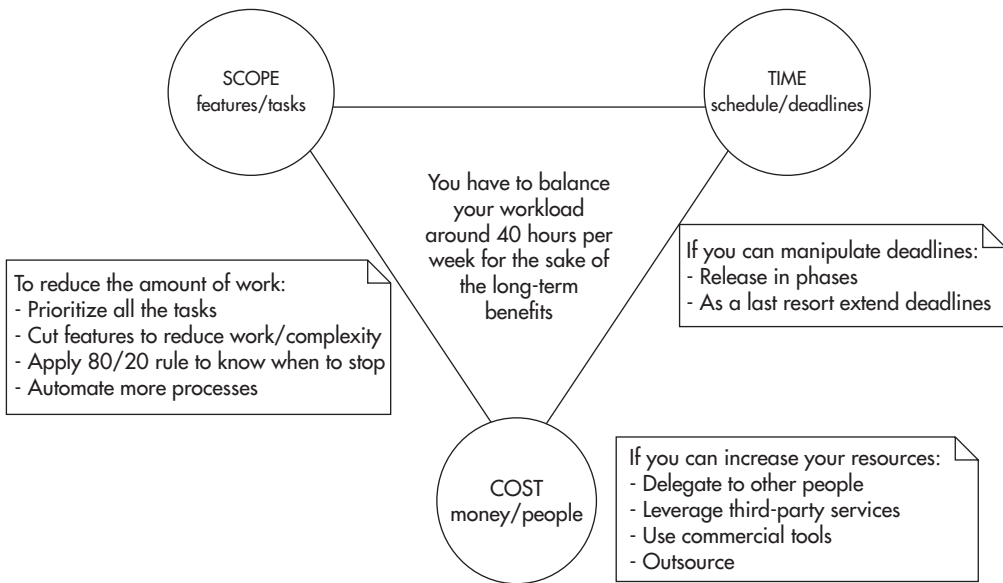 SCOPE
features/tasks
TIME
schedule/deadlines
You have to balance
your workload
around 40 hours per
week for the sake of
the long-term
benefits
To reduce the amount of work:
- Prioritize all the tasks
- Cut features to reduce work/complexity
- Apply 80/20 rule to know when to stop
- Automate more processes
If you can manipulate deadlines:
- Release in phases
- As a last resort extend deadlines
COST
money/people
If you can increase your resources:
- Delegate to other people
- Leverage third-party services
- Use commercial tools
- Outsource